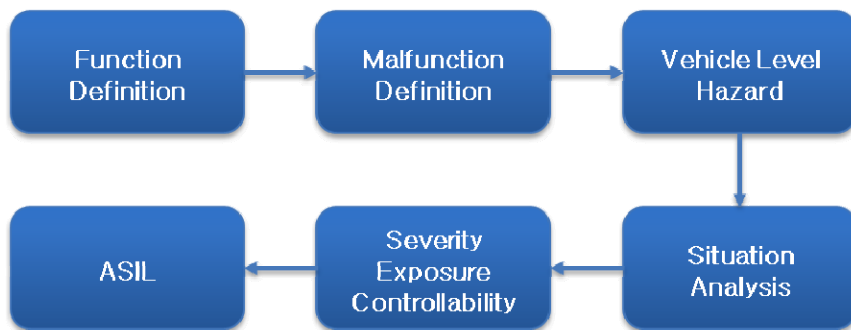 Function
Definition
Malfunction
Definition
Vehicle Level
Hazard
ASIL
Severity
Exposure
Controllability
Situation
Analysis